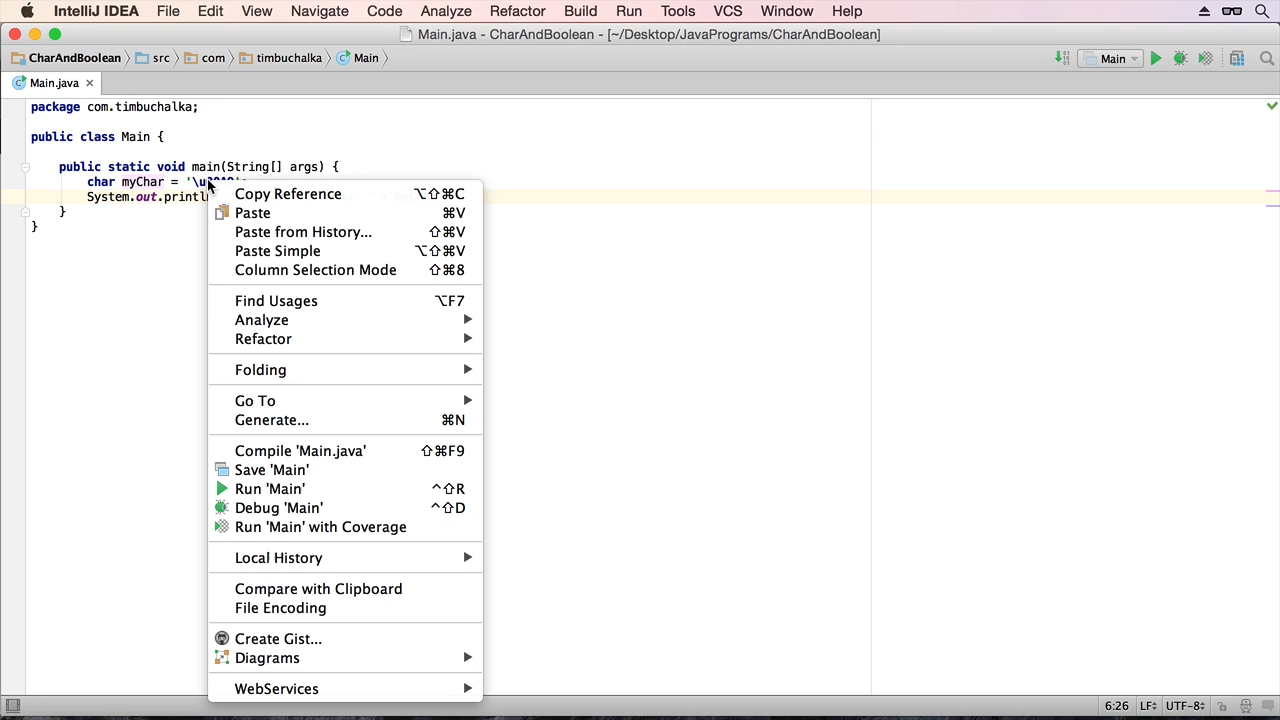 IntelliJ IDEA File Edit View Navigate Code Analyze Refactor Build Run Tools VCS Window Help
Main.java - CharAndBoolean - [~/Desktop/JavaPrograms/CharAndBoolean]
CharAndBoolean src com timbuchalka Main Main
Main.java
package com.timbuchalka;
public class Main {
public static void main(String[] args) {
char myChar =
System.out.println
}
}
Copy Reference ⌥⇧⌘C
Paste ⌘V
Paste from History... ⇧⌘V
Paste Simple ⌥⇧⌘V
Column Selection Mode ⇧⌘8
Find Usages ⌥F7
Analyze
Refactor
Folding
Go To
Generate... ⌘N
Compile 'Main.java' ⇧⌘F9
Save 'Main'
Run 'Main' ^⇧R
Debug 'Main' ^⇧D
Run 'Main' with Coverage
Local History
Compare with Clipboard
File Encoding
Create Gist...
Diagrams
WebServices
6:26 LF UTF-8